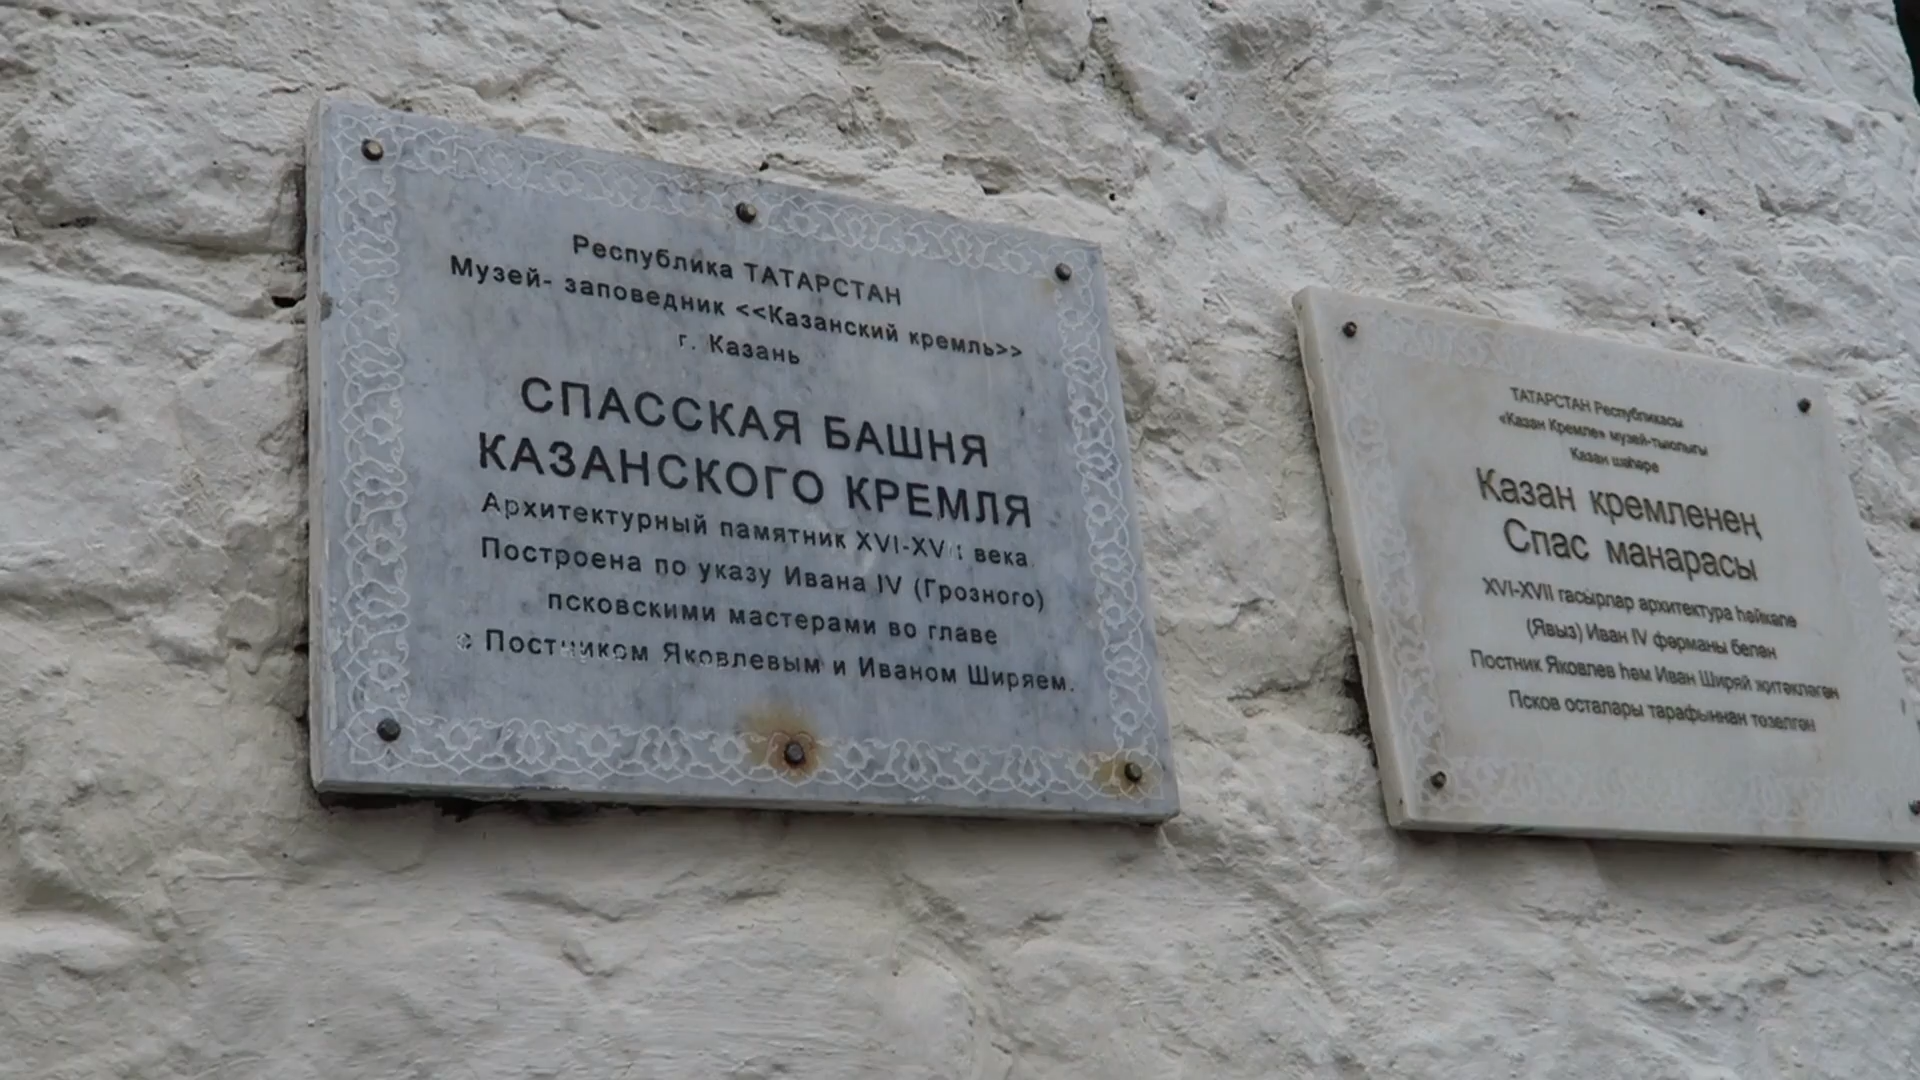 Республика ТАТАРСТАН
Музей- заповедник <<Казанский кремль>>
г. Казань
СПАССКАЯ БАШНЯ
КАЗАНСКОГО КРЕМЛЯ
Архитектурный памятник XVI-XVII века.
Построена по указу Ивана IV (Грозного)
псковскими мастерами во главе
с Постником Яковлевым и Иваном Ширяем.
ТАТАРСТАН Республикасы
«Казан Кремле» музей-тыюлыгы
Казан шәһәре
Казан кремленең
Спас манарасы
XVI-XVII гасырлар архитектура һәйкәле
(Явыз) Иван IV фәрманы белән
Постник Яковлев һәм Иван Ширяй җитәкләгән
Псков осталары тарафыннан төзелгән